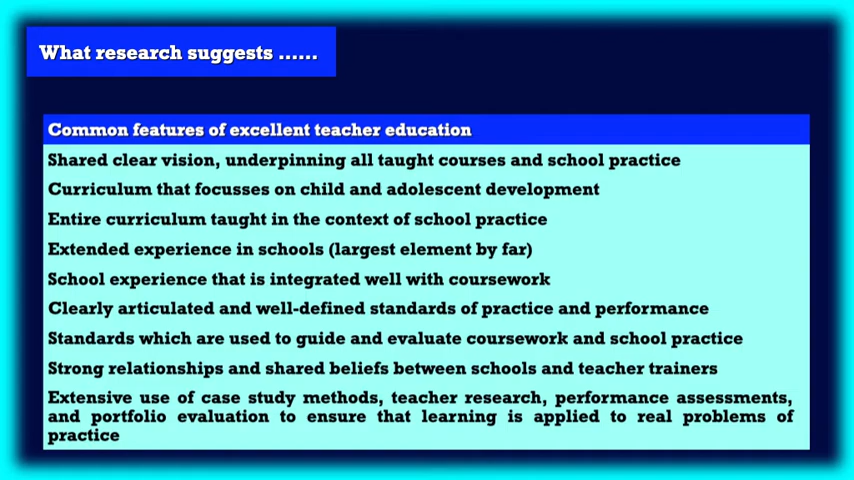 What research suggests ......
Common features of excellent teacher education
Shared clear vision, underpinning all taught courses and school practice
Curriculum that focusses on child and adolescent development
Entire curriculum taught in the context of school practice
Extended experience in schools (largest element by far)
School experience that is integrated well with coursework
Clearly articulated and well-defined standards of practice and performance
Standards which are used to guide and evaluate coursework and school practice
Strong relationships and shared beliefs between schools and teacher trainers
Extensive use of case study methods, teacher research, performance assessments,
and portfolio evaluation to ensure that learning is applied to real problems of
practice